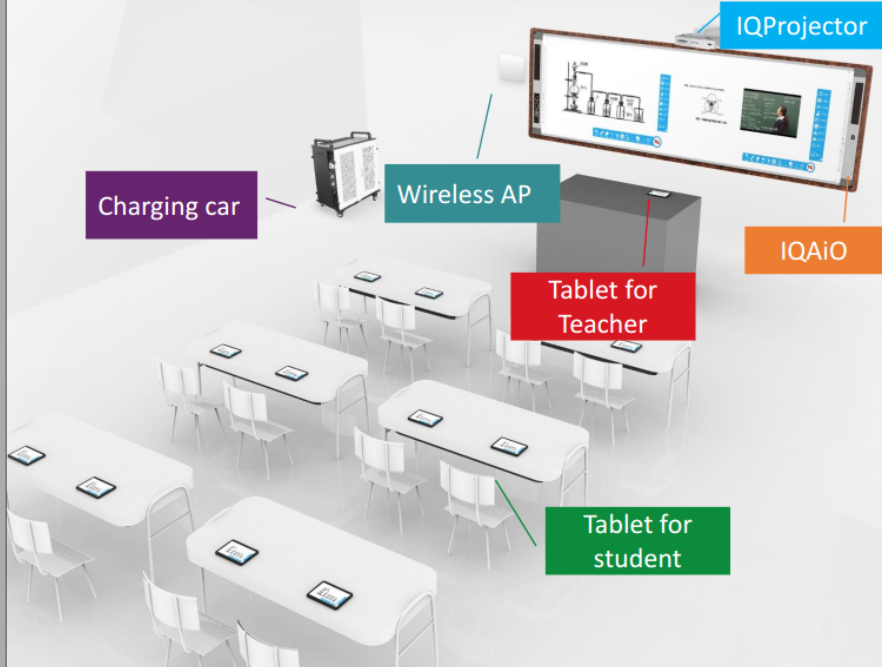 IQProjector
Wireless AP
Charging car
IQAiO
Tablet for
Teacher
Tablet for
student